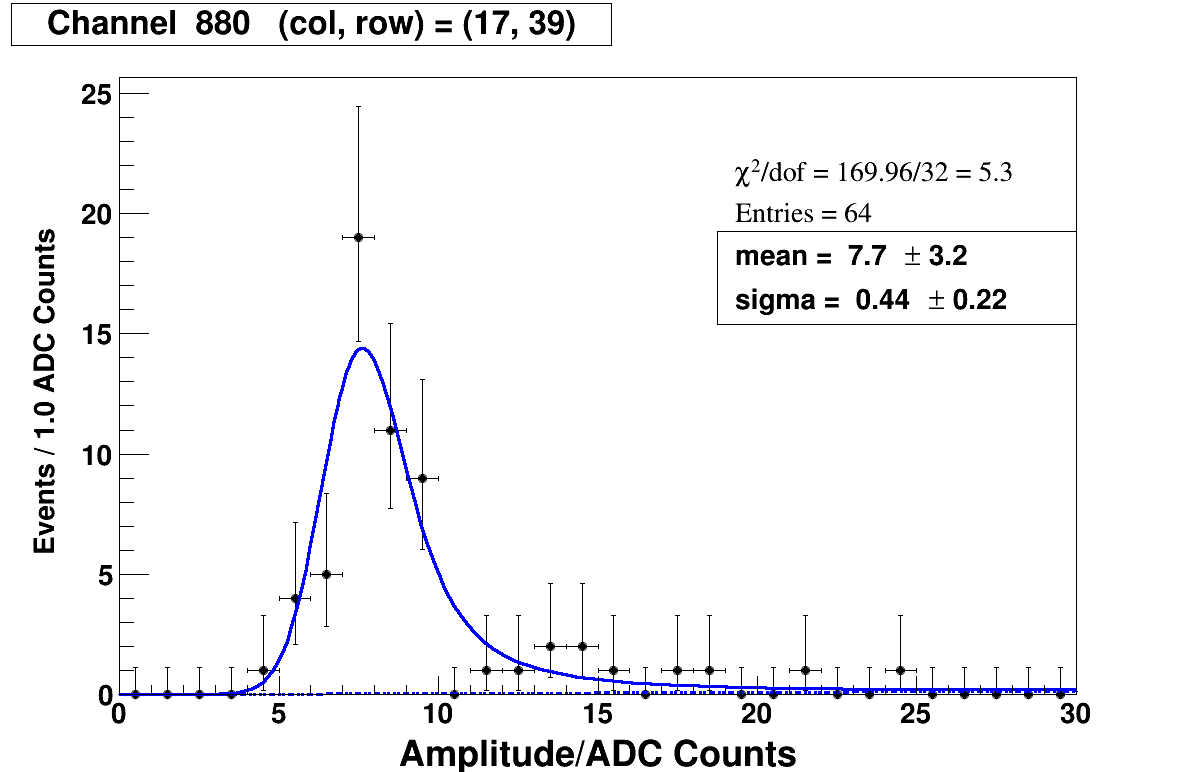 Channel 880 (col, row) = (17, 39)
25
20
15
10
5
0
Events / 1.0 ADC Counts
χ²/dof = 169.96/32 = 5.3
Entries = 64
mean = 7.7 ± 3.2
sigma = 0.44 ± 0.22
0 5 10 15 20 25 30
Amplitude/ADC Counts